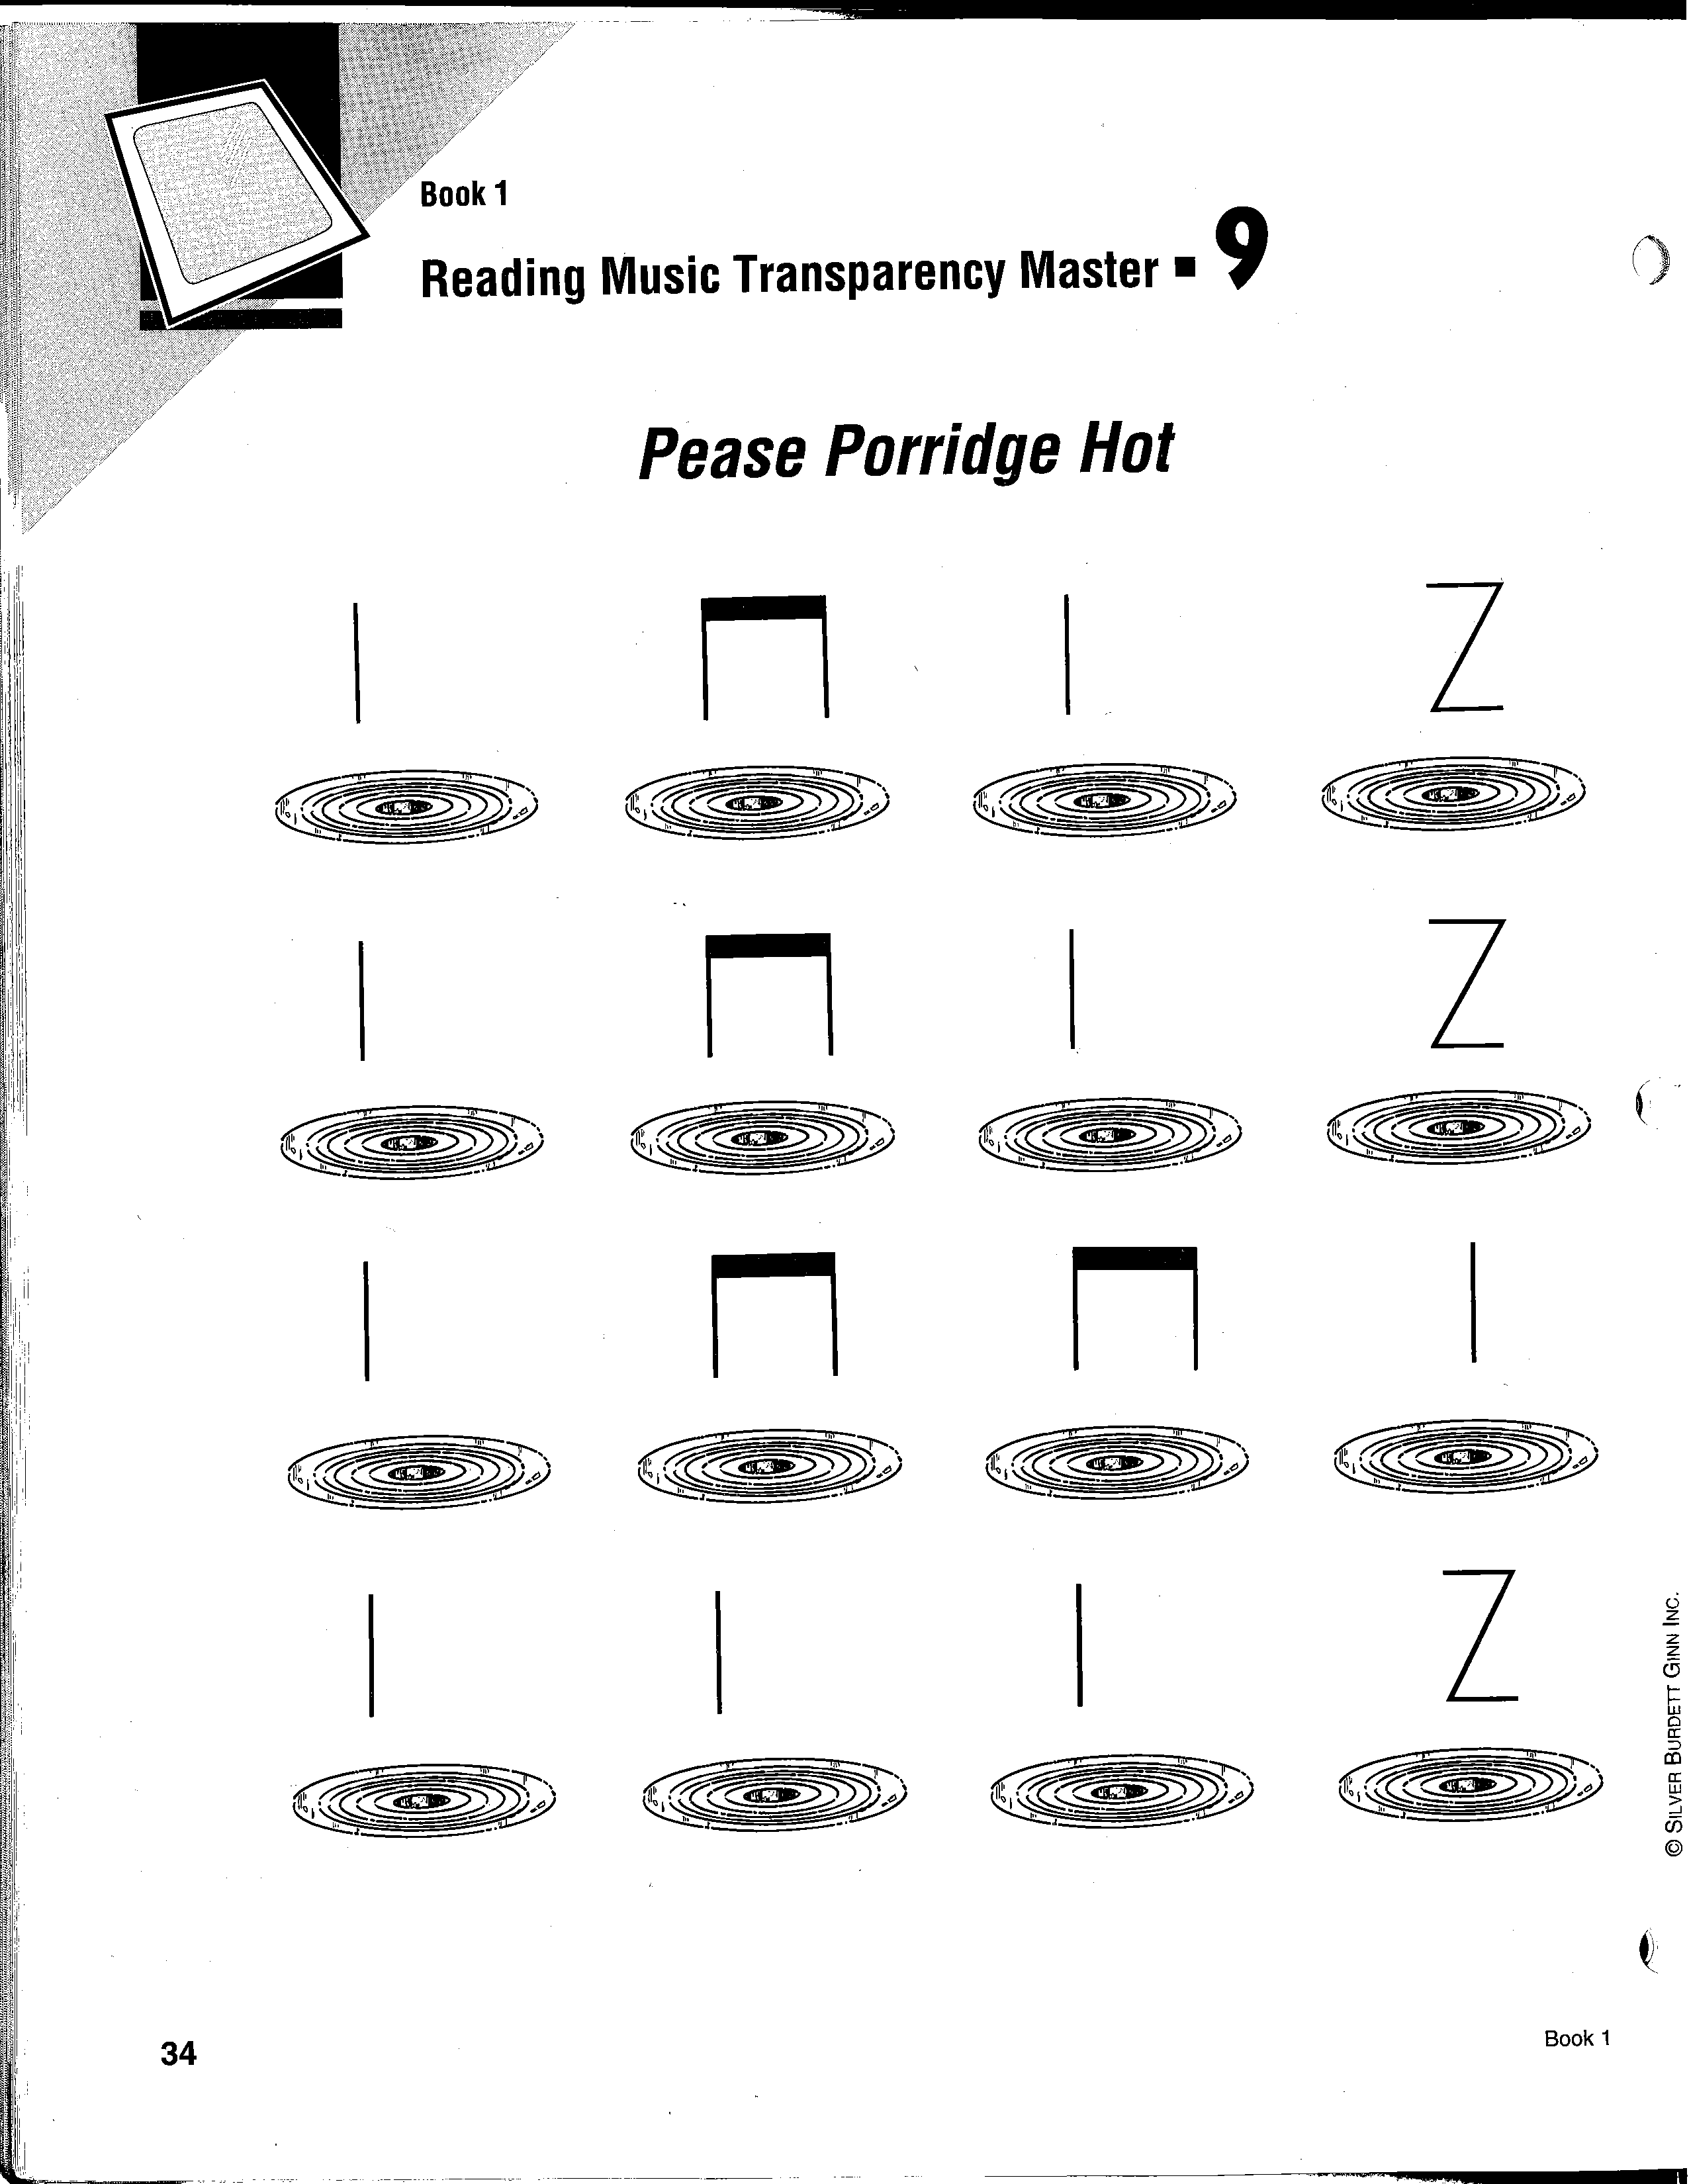 Book 1
Reading Music Transparency Master ▪ 9
Pease Porridge Hot
Z
Z
Z
© SILVER BURDETT GINN INC.
34
Book 1